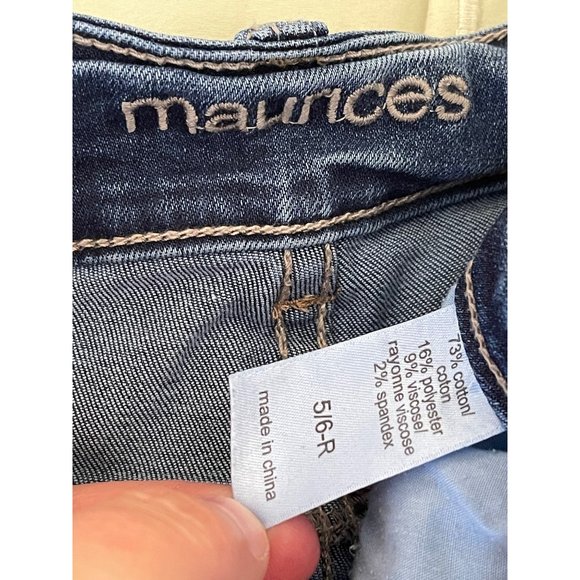 maurices
73% cotton/
coton
16% polyester
9% viscose/
rayonne viscose
2% spandex
5/6-R
made in china